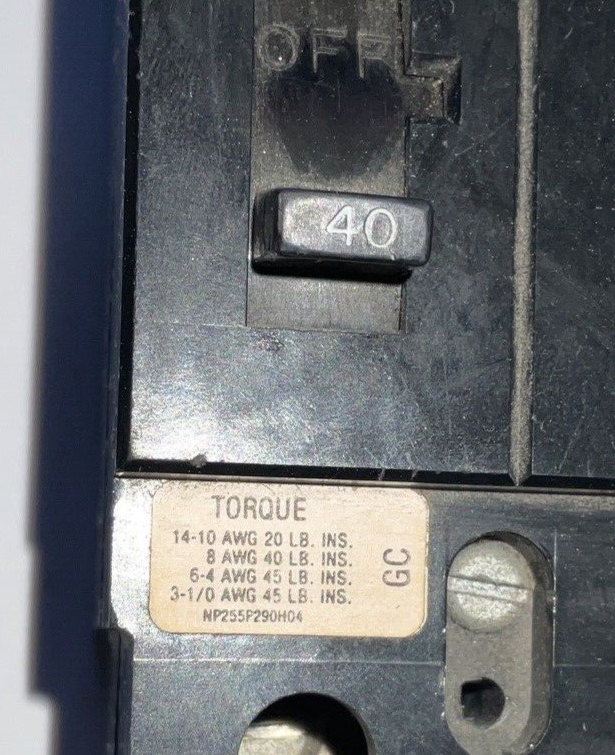 OFF
40
TORQUE
14-10 AWG 20 LB. INS.
8 AWG 40 LB. INS.
6-4 AWG 45 LB. INS.
3-1/0 AWG 45 LB. INS.
NP255P290H04
GC